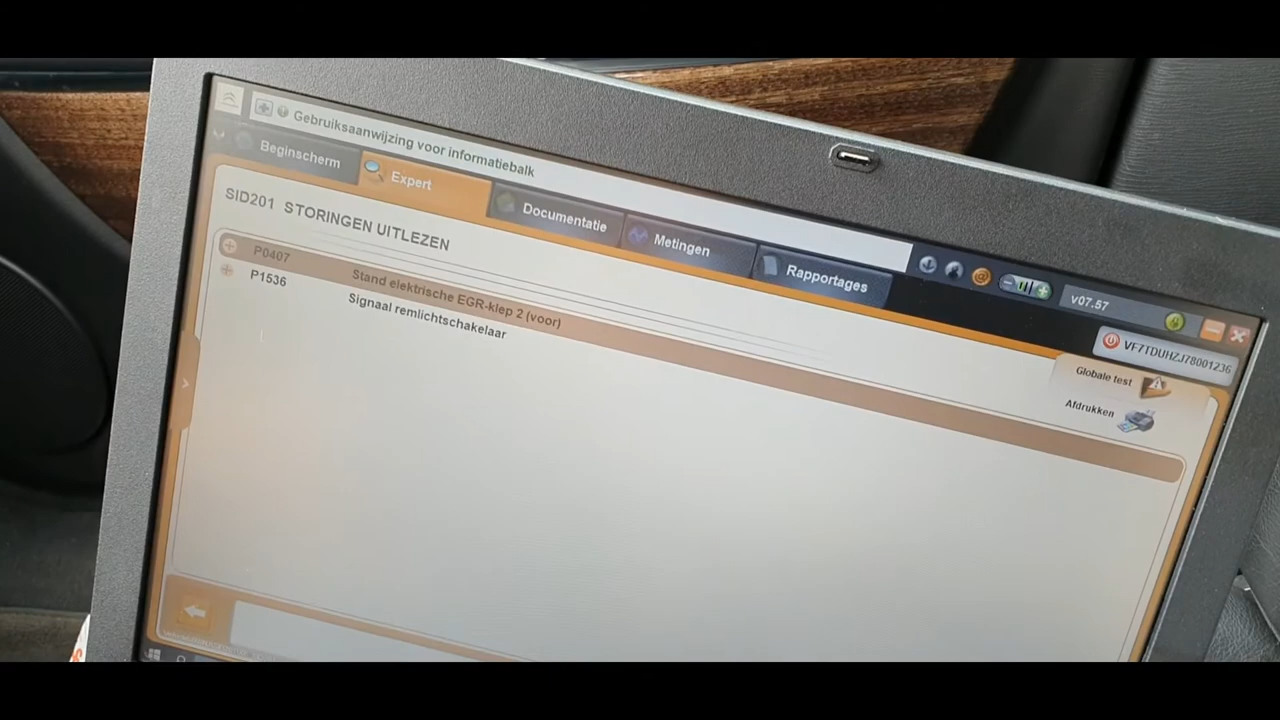 Gebruiksaanwijzing voor informatiebalk
Beginscherm
Expert
Documentatie
Metingen
Rapportages
v07.57
VF7TDUHZJ78001236
SID201 STORINGEN UITLEZEN
P0407 Stand elektrische EGR-klep 2 (voor)
P1536 Signaal remlichtschakelaar
Globale test
Afdrukken